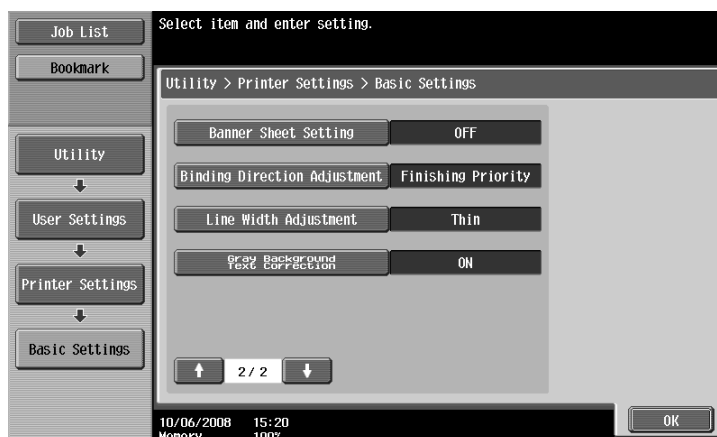 Job List
Bookmark
Select item and enter setting.
Utility > Printer Settings > Basic Settings
Utility
User Settings
Printer Settings
Basic Settings
Banner Sheet Setting OFF
Binding Direction Adjustment Finishing Priority
Line Width Adjustment Thin
Gray Background
Text Correction ON
2/ 2
10/06/2008 15:20
Memory 100%
OK